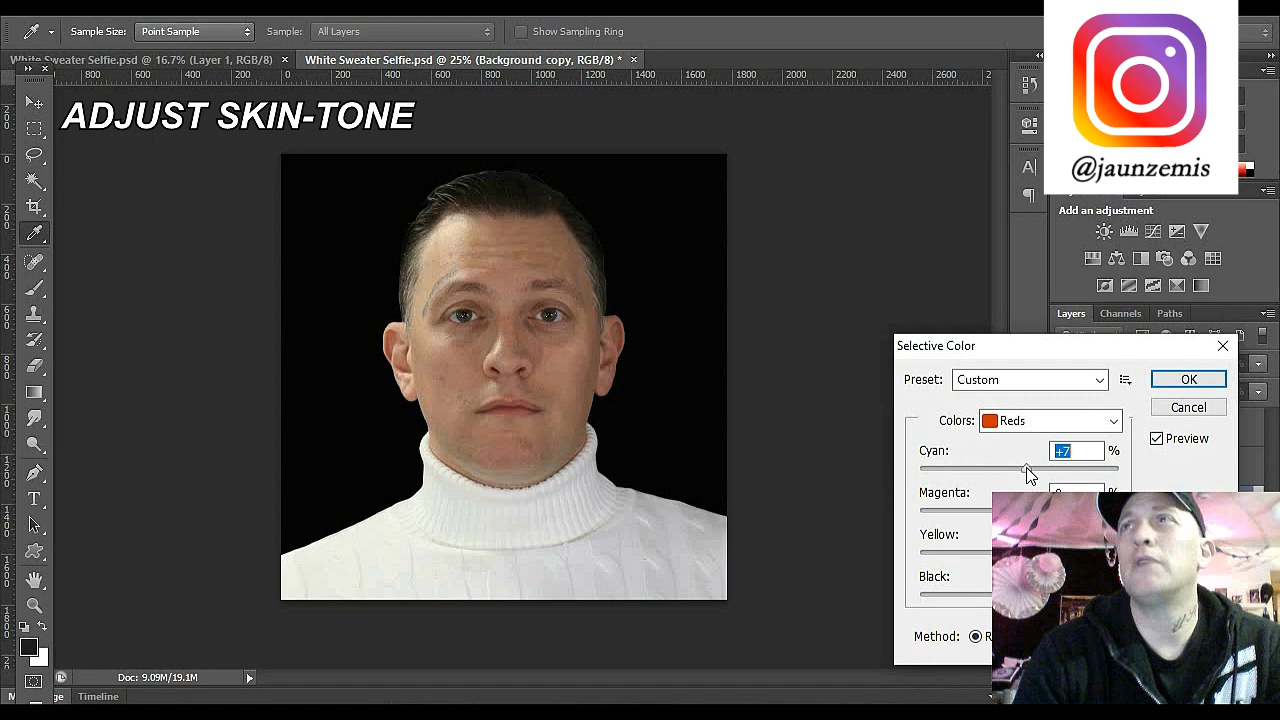 Sample Size: Point Sample Sample: All Layers Show Sampling Ring
White Sweater Selfie.psd @ 16.7% (Layer 1, RGB/8) × White Sweater Selfie.psd @ 25% (Background copy, RGB/8) * ×
800 600 400 200 0 200 400 600 800 1000 1200 1400 1600 1800 2000 2200 2400 2600
ADJUST SKIN-TONE
@jaunzemis
Add an adjustment
Layers Channels Paths
Selective Color
Preset: Custom OK
Cancel
Colors: Reds
Preview
Cyan: +7 %
Magenta: %
Yellow:
Black:
Method:
Doc: 9.09M/19.1M
Timeline